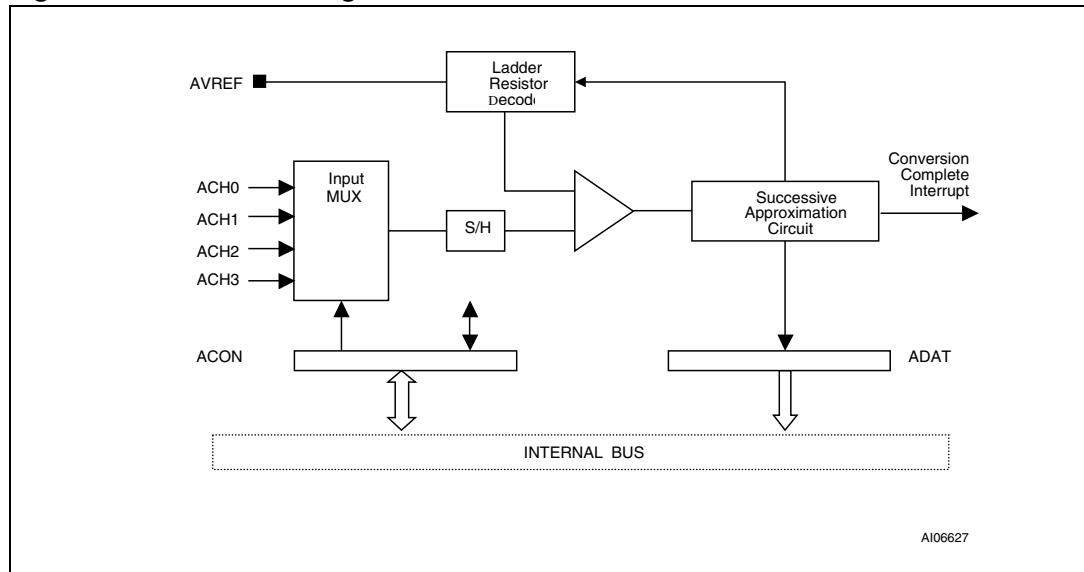 AVREF
Ladder
Resistor
Decod
Input
MUX
ACH0
ACH1
ACH2
ACH3
S/H
Conversion
Complete
Interrupt
Successive
Approximation
Circuit
ACON
ADAT
INTERNAL BUS
AI06627